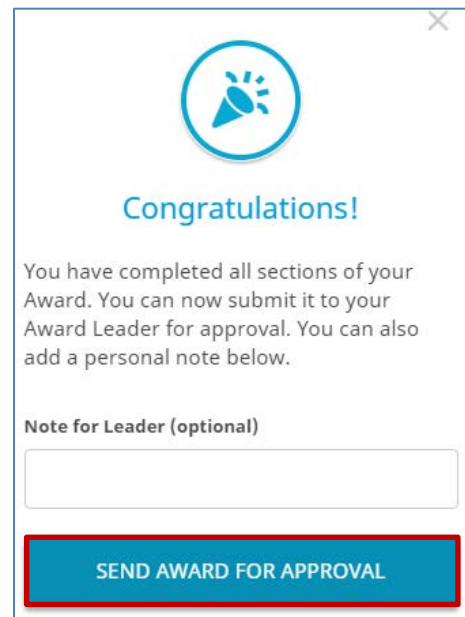 Congratulations!
You have completed all sections of your
Award. You can now submit it to your
Award Leader for approval. You can also
add a personal note below.
Note for Leader (optional)
SEND AWARD FOR APPROVAL